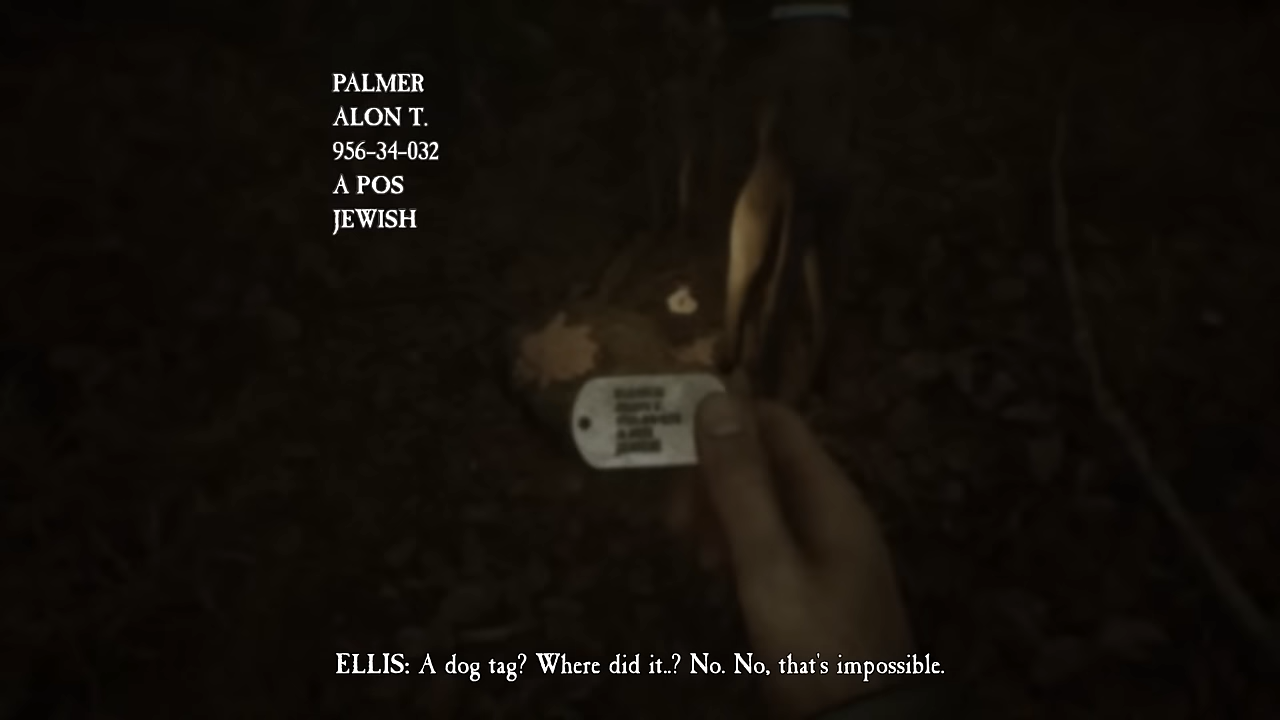 PALMER
ALON T.
956-34-032
A POS
JEWISH
ELLIS: A dog tag? Where did it..? No. No, that's impossible.